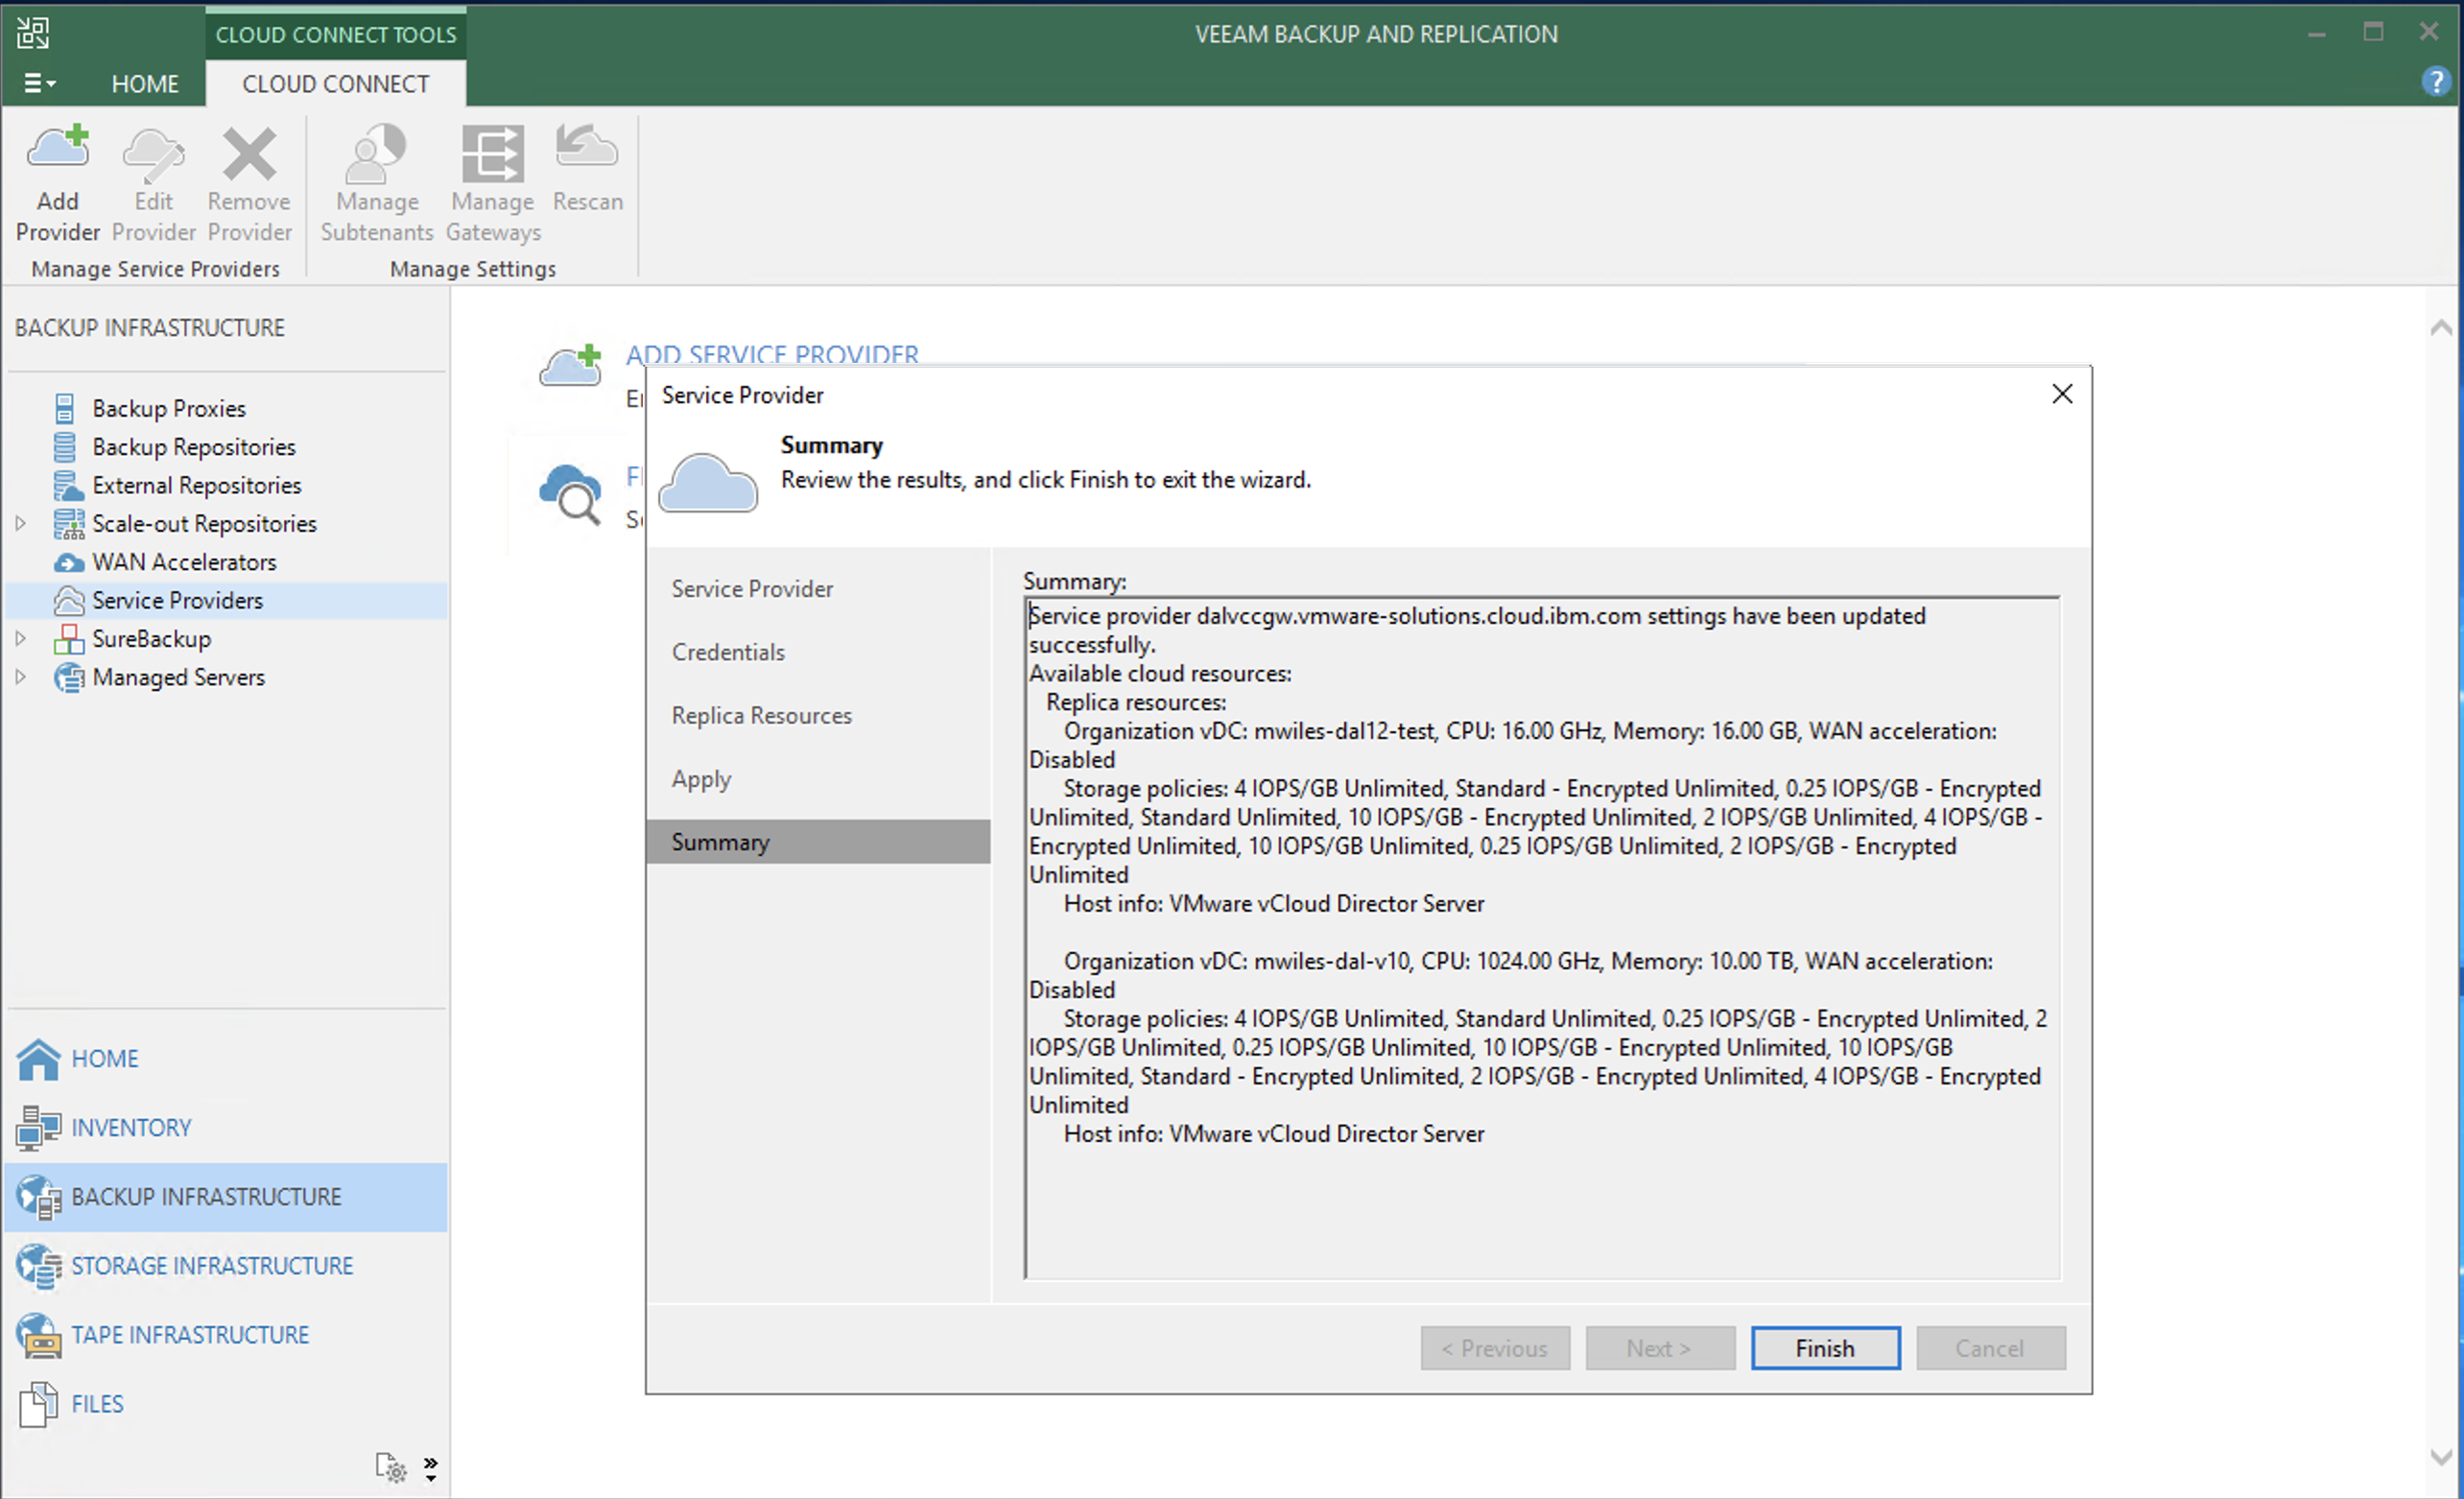 CLOUD CONNECT TOOLS
VEEAM BACKUP AND REPLICATION
HOME
CLOUD CONNECT
?
Add
Provider
Edit
Provider
Remove
Provider
Manage
Subtenants
Manage
Gateways
Rescan
Manage Service Providers
Manage Settings
BACKUP INFRASTRUCTURE
Backup Proxies
Backup Repositories
External Repositories
Scale-out Repositories
WAN Accelerators
Service Providers
SureBackup
Managed Servers
HOME
INVENTORY
BACKUP INFRASTRUCTURE
STORAGE INFRASTRUCTURE
TAPE INFRASTRUCTURE
FILES
ADD SERVICE PROVIDER
Service Provider
Summary
Review the results, and click Finish to exit the wizard.
Service Provider
Credentials
Replica Resources
Apply
Summary
Summary:
Service provider dalvccgw.vmware-solutions.cloud.ibm.com settings have been updated
successfully.
Available cloud resources:
Replica resources:
Organization vDC: mwiles-dal12-test, CPU: 16.00 GHz, Memory: 16.00 GB, WAN acceleration:
Disabled
Storage policies: 4 IOPS/GB Unlimited, Standard - Encrypted Unlimited, 0.25 IOPS/GB - Encrypted
Unlimited, Standard Unlimited, 10 IOPS/GB - Encrypted Unlimited, 2 IOPS/GB Unlimited, 4 IOPS/GB -
Encrypted Unlimited, 10 IOPS/GB Unlimited, 0.25 IOPS/GB Unlimited, 2 IOPS/GB - Encrypted
Unlimited
Host info: VMware vCloud Director Server
Organization vDC: mwiles-dal-v10, CPU: 1024.00 GHz, Memory: 10.00 TB, WAN acceleration:
Disabled
Storage policies: 4 IOPS/GB Unlimited, Standard Unlimited, 0.25 IOPS/GB - Encrypted Unlimited, 2
IOPS/GB Unlimited, 0.25 IOPS/GB Unlimited, 10 IOPS/GB - Encrypted Unlimited, 10 IOPS/GB
Unlimited, Standard - Encrypted Unlimited, 2 IOPS/GB - Encrypted Unlimited, 4 IOPS/GB - Encrypted
Unlimited
Host info: VMware vCloud Director Server
< Previous
Next >
Finish
Cancel